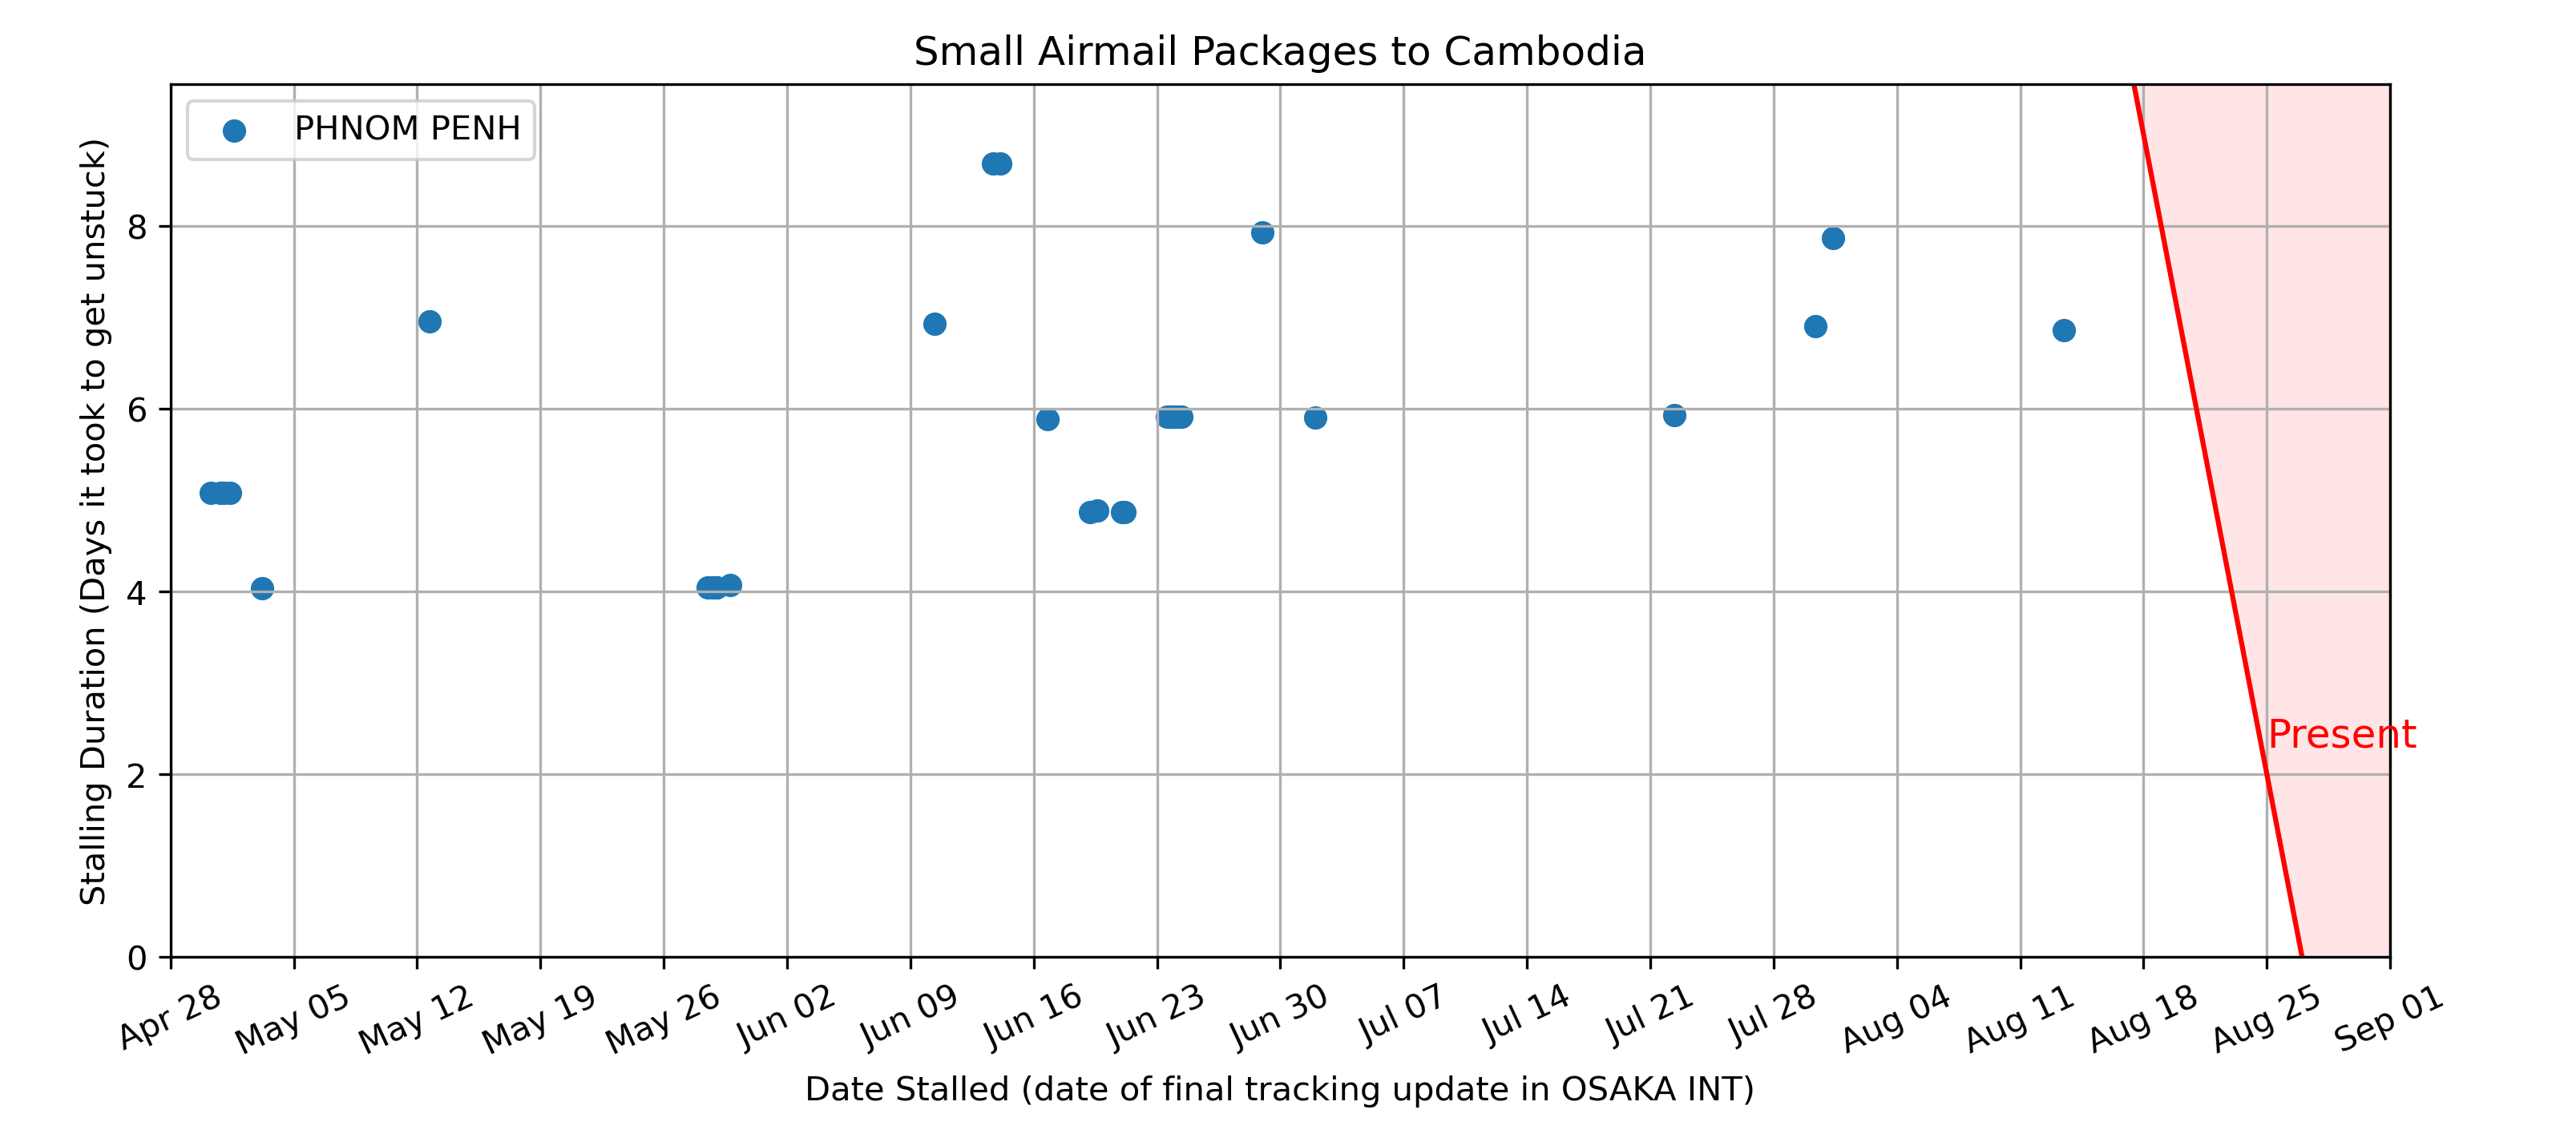 Small Airmail Packages to Cambodia
PHNOM PENH
Stalling Duration (Days it took to get unstuck)
8
6
4
2
0
Present
Apr 28
May 05
May 12
May 19
May 26
Jun 02
Jun 09
Jun 16
Jun 23
Jun 30
Jul 07
Jul 14
Jul 21
Jul 28
Aug 04
Aug 11
Aug 18
Aug 25
Sep 01
Date Stalled (date of final tracking update in OSAKA INT)